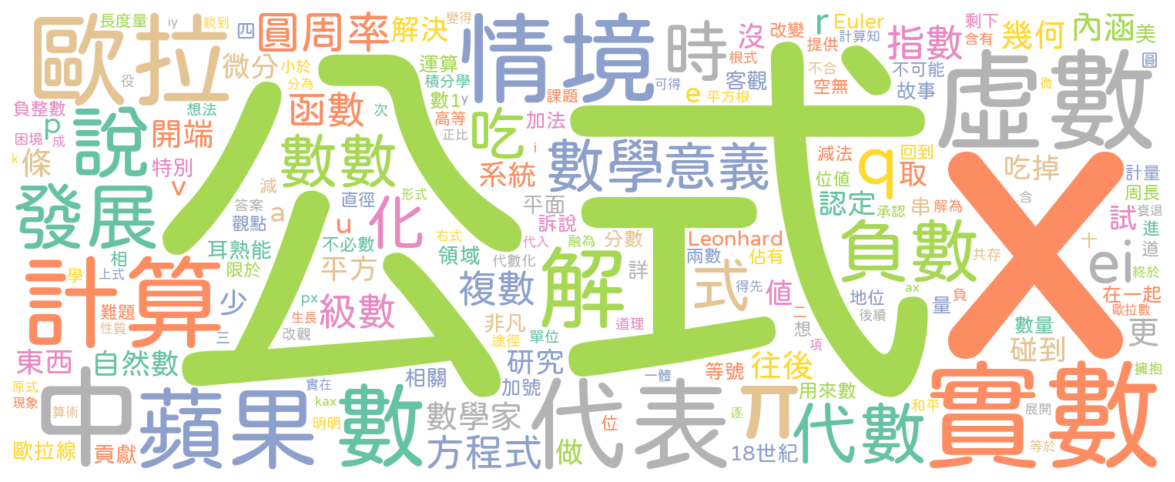 歐拉
圓周率
解決
情境
時
沒
改變
r
Euler
指數
剩下
幾何
內涵
美
長度量
iy
談到
四
變得
提供
計算知
含有
圓
微分
小於
分為
運算
積分學
可得
根式
客觀
不合
空無
不可能
故事
微
虛數
役
函數
數1
y
課題
e
平方根
負整數
p
想法
次
高等
正比
困境
成
說
開端
數數
吃
加法
i
數學意義
減法
回到
位值
q
取
吃掉
計量
周長
k
條
特別
v
減
答案
a
直徑
形式
系統
平面
訴說
認定
承認
串
解為
試
衰退
進
含
發展
觀點
u
化
耳熟能
不必數
右式
領域
代入
融為
分數
Leonhard
兩數
佔有
負數
共存
十
道
終於
ei
相
限於
平方
代數化
學
上式
公式
X
計算
少
px
級數
複數
解
詳
式
值
得先
ax
地位
後續
量
負
在一起
歐拉數
難題
性質
三
生長
改觀
非凡
途徑
單位
道理
想
二
項
數量
碰到
更
東西
自然數
相關
研究
等號
往後
用來數
擁抱
原式
現象
實在
kax
加號
一體
位
和平
中
算術
明明
蘋果
數
數學家
代表
π
逐
代數
展開
實數
歐拉線
貢獻
方程式
做
18世紀
等於